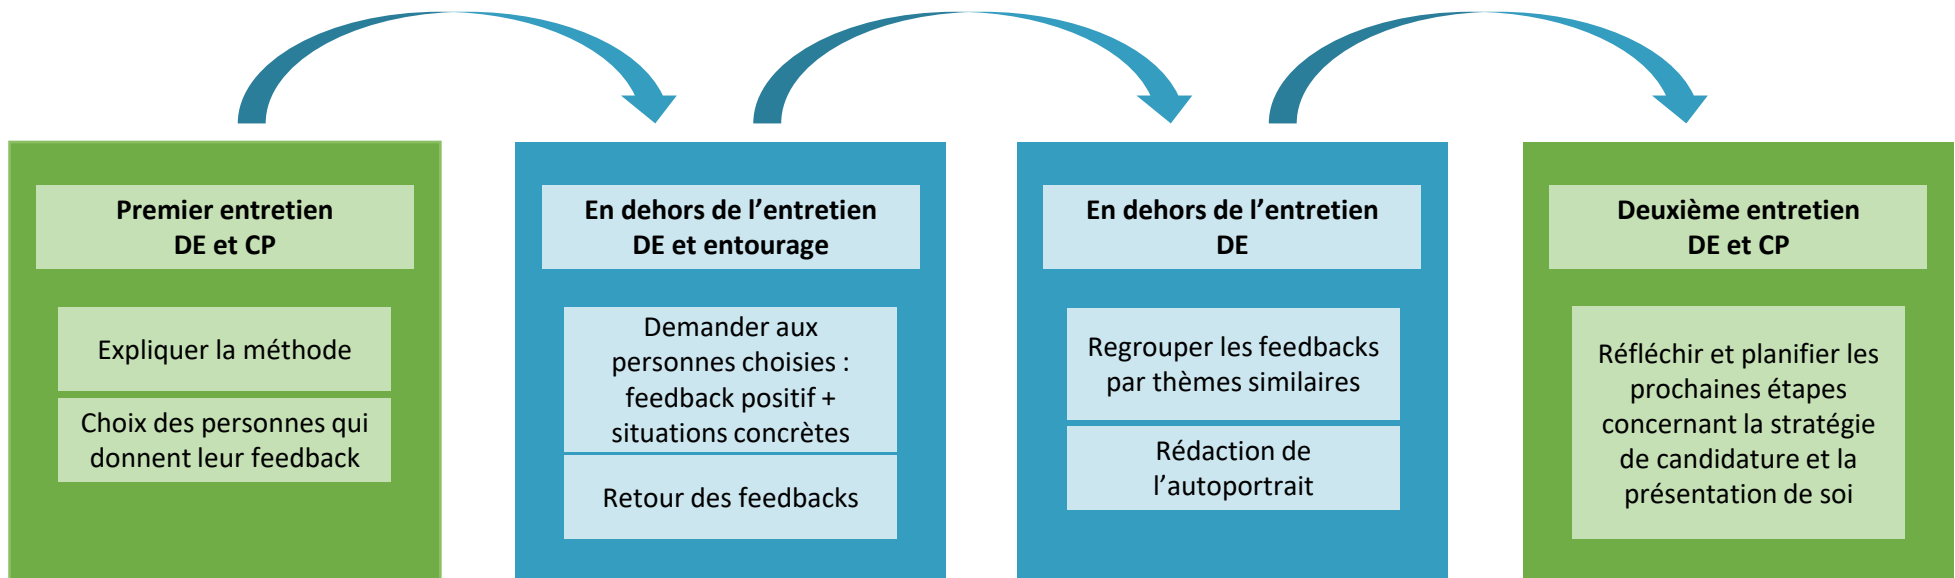 Premier entretien
DE et CP
Expliquer la méthode
Choix des personnes qui
donnent leur feedback
En dehors de l’entretien
DE et entourage
Demander aux
personnes choisies :
feedback positif +
situations concrètes
Retour des feedbacks
En dehors de l’entretien
DE
Regrouper les feedbacks
par thèmes similaires
Rédaction de
l’autoportrait
Deuxième entretien
DE et CP
Réfléchir et planifier les
prochaines étapes
concernant la stratégie
de candidature et la
présentation de soi